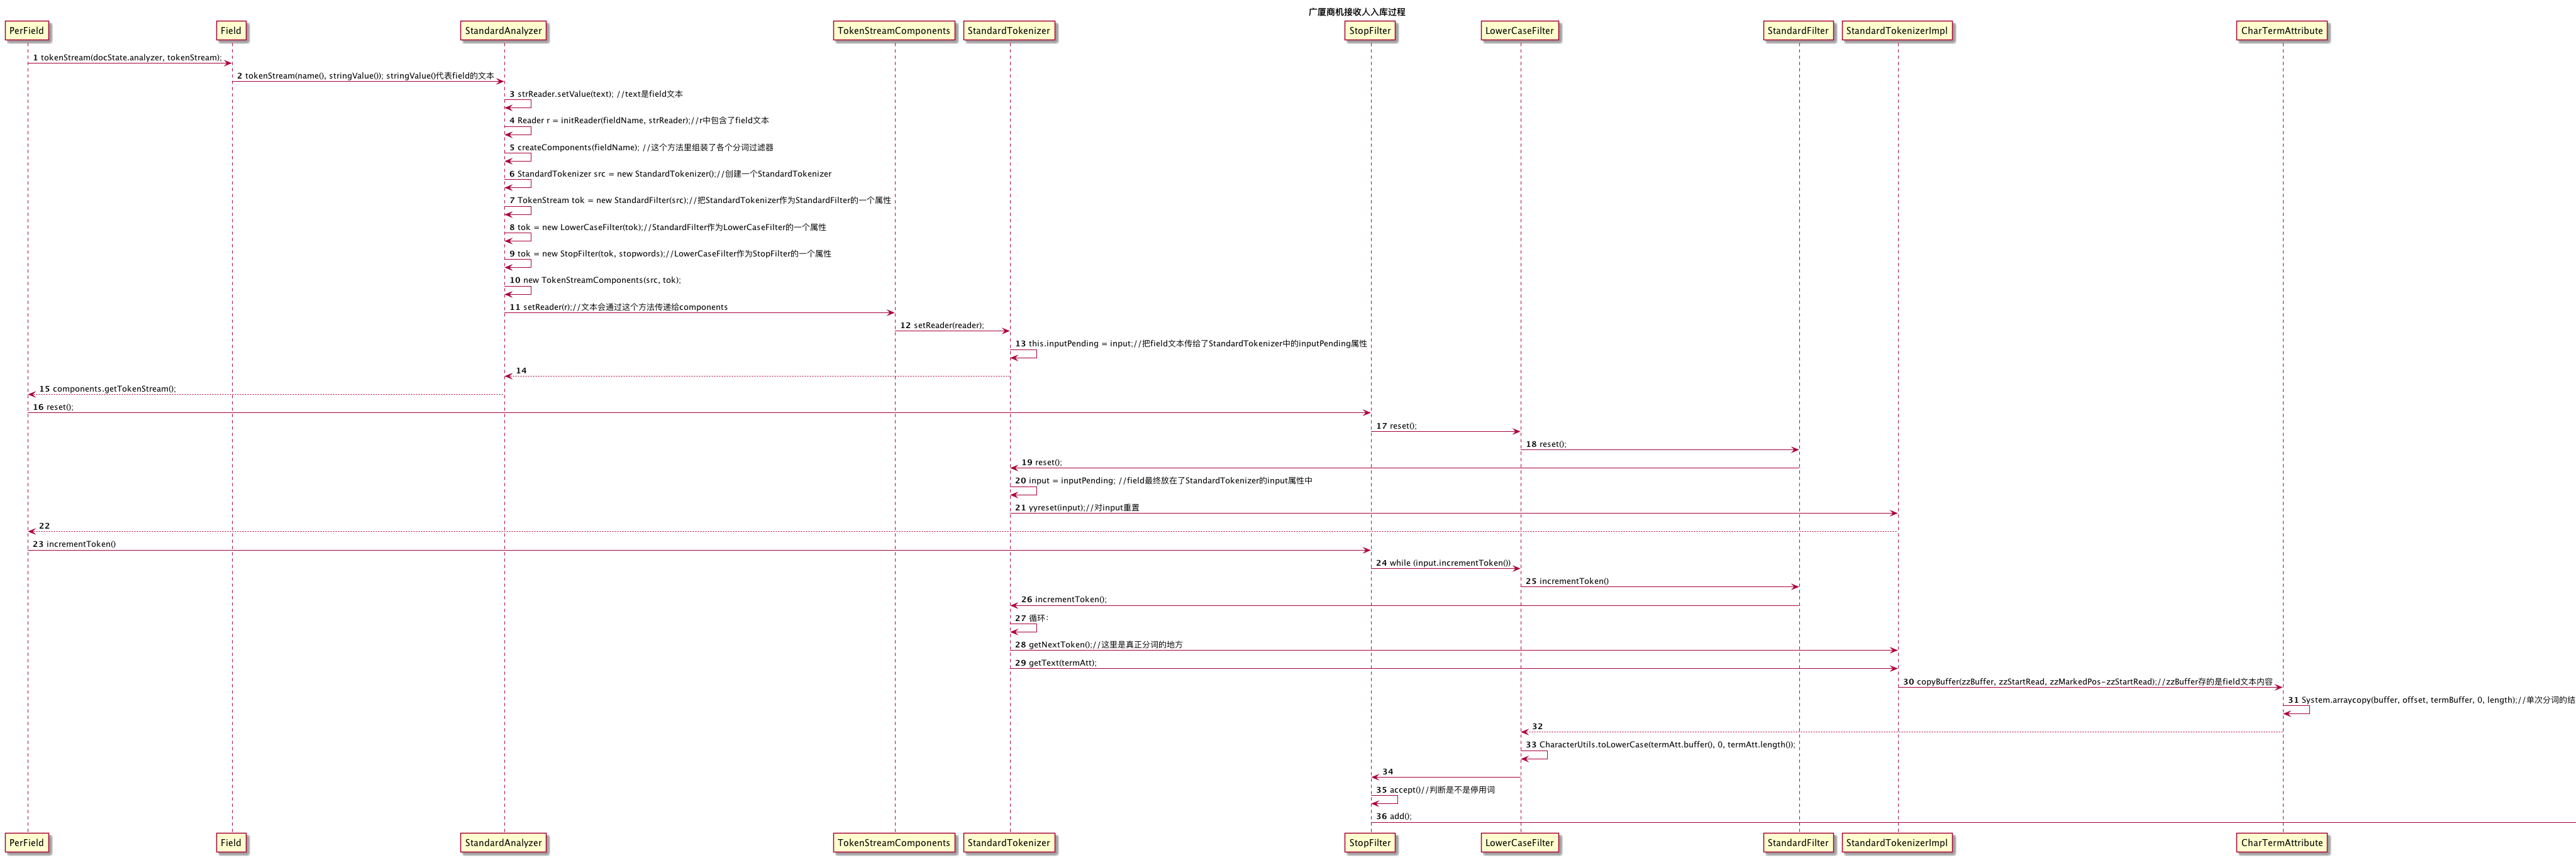 广厦商机接收人入库过程
PerField
Field
StandardAnalyzer
TokenStreamComponents
StandardTokenizer
StopFilter
LowerCaseFilter
StandardFilter
StandardTokenizerImpl
CharTermAttribute
1 tokenStream(docState.analyzer, tokenStream);
2 tokenStream(name(), stringValue()); stringValue()代表field的文本
3 strReader.setValue(text); //text是field文本
4 Reader r = initReader(fieldName, strReader);//r中包含了field文本
5 createComponents(fieldName); //这个方法里组装了各个分词过滤器
6 StandardTokenizer src = new StandardTokenizer();//创建一个StandardTokenizer
7 TokenStream tok = new StandardFilter(src);//把StandardTokenizer作为StandardFilter的一个属性
8 tok = new LowerCaseFilter(tok);//StandardFilter作为LowerCaseFilter的一个属性
9 tok = new StopFilter(tok, stopwords);//LowerCaseFilter作为StopFilter的一个属性
10 new TokenStreamComponents(src, tok);
11 setReader(r);//文本会通过这个方法传递给components
12 setReader(reader);
13 this.inputPending = input;//把field文本传给了StandardTokenizer中的inputPending属性
14
15 components.getTokenStream();
16 reset();
17 reset();
18 reset();
19 reset();
20 input = inputPending; //field最终放在了StandardTokenizer的input属性中
21 yyreset(input);//对input重置
22
23 incrementToken()
24 while (input.incrementToken())
25 incrementToken()
26 incrementToken();
27 循环：
28 getNextToken();//这里是真正分词的地方
29 getText(termAtt);
30 copyBuffer(zzBuffer, zzStartRead, zzMarkedPos-zzStartRead);//zzBuffer存的是field文本内容
31 System.arraycopy(buffer, offset, termBuffer, 0, length);//单次分词的结
32
33 CharacterUtils.toLowerCase(termAtt.buffer(), 0, termAtt.length());
34
35 accept()//判断是不是停用词
36 add();
PerField
Field
StandardAnalyzer
TokenStreamComponents
StandardTokenizer
StopFilter
LowerCaseFilter
StandardFilter
StandardTokenizerImpl
CharTermAttribute